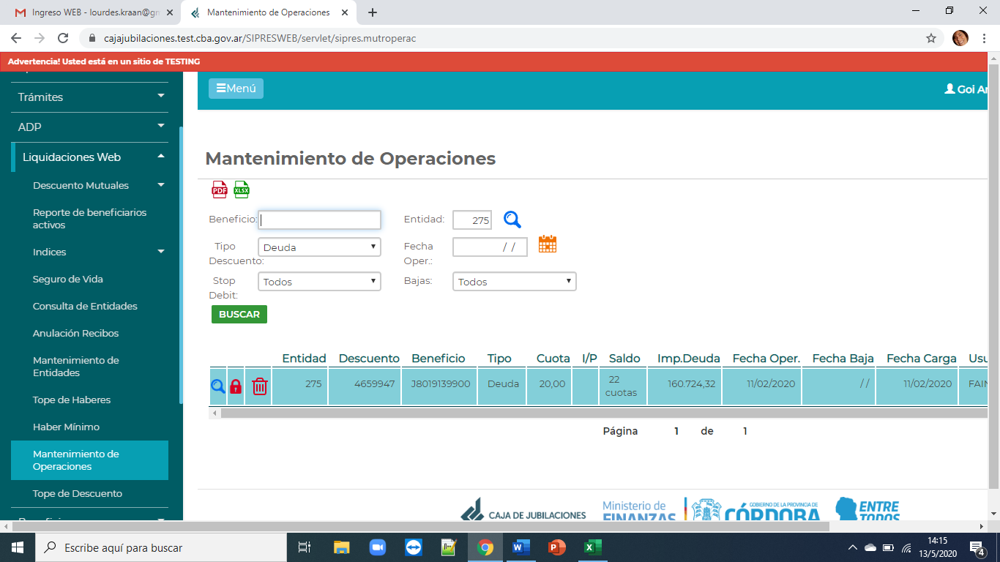 Ingreso WEB - lourdes.kraan@gm
Mantenimiento de Operaciones
cajajubilaciones.test.cba.gov.ar/SIPRESWEB/servlet/sipres.mutroperac
Advertencia! Usted está en un sitio de TESTING
Trámites
ADP
Liquidaciones Web
Descuento Mutuales
Reporte de beneficiarios
activos
Indices
Seguro de Vida
Consulta de Entidades
Anulación Recibos
Mantenimiento de
Entidades
Tope de Haberes
Haber Mínimo
Mantenimiento de
Operaciones
Tope de Descuento
Menú
Goi Ar
Mantenimiento de Operaciones
PDF XLSX
Beneficio: Entidad: 275
Tipo Descuento: Deuda Fecha Oper.: / /
Stop Debit: Todos Bajas: Todos
BUSCAR
Entidad Descuento Beneficio Tipo Cuota I/P Saldo Imp.Deuda Fecha Oper. Fecha Baja Fecha Carga Usu
275 4659947 J8019139900 Deuda 20,00 22 cuotas 160.724,32 11/02/2020 / / 11/02/2020 FAIN
Página 1 de 1
CAJA DE JUBILACIONES
Ministerio de
FINANZAS
GOBIERNO DE LA PROVINCIA DE
CÓRDOBA
ENTRE
TODOS
Escribe aquí para buscar
14:15
13/5/2020
4